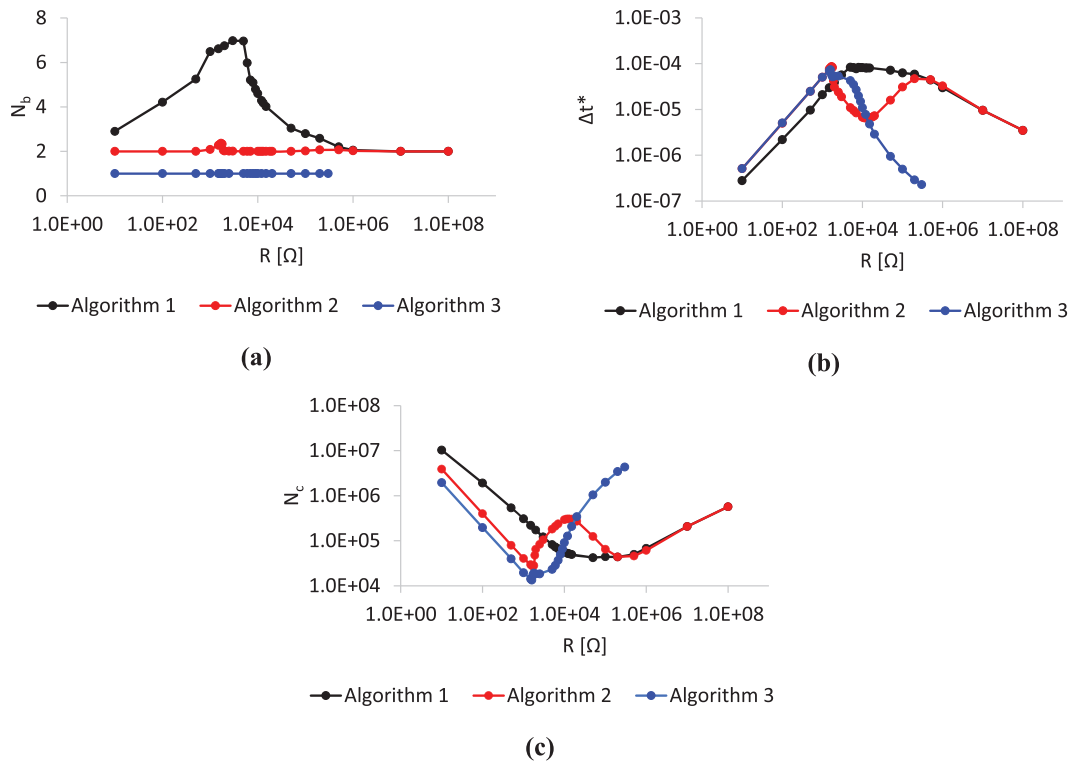 8
6
4
2
0
N_b
1.0E+00 1.0E+02 1.0E+04 1.0E+06 1.0E+08
R [Ω]
Algorithm 1 Algorithm 2 Algorithm 3
(a)
1.0E-03
1.0E-04
1.0E-05
1.0E-06
1.0E-07
Δt*
1.0E+00 1.0E+02 1.0E+04 1.0E+06 1.0E+08
R [Ω]
Algorithm 1 Algorithm 2 Algorithm 3
(b)
1.0E+08
1.0E+07
1.0E+06
1.0E+05
1.0E+04
N_c
1.0E+00 1.0E+02 1.0E+04 1.0E+06 1.0E+08
R [Ω]
Algorithm 1 Algorithm 2 Algorithm 3
(c)